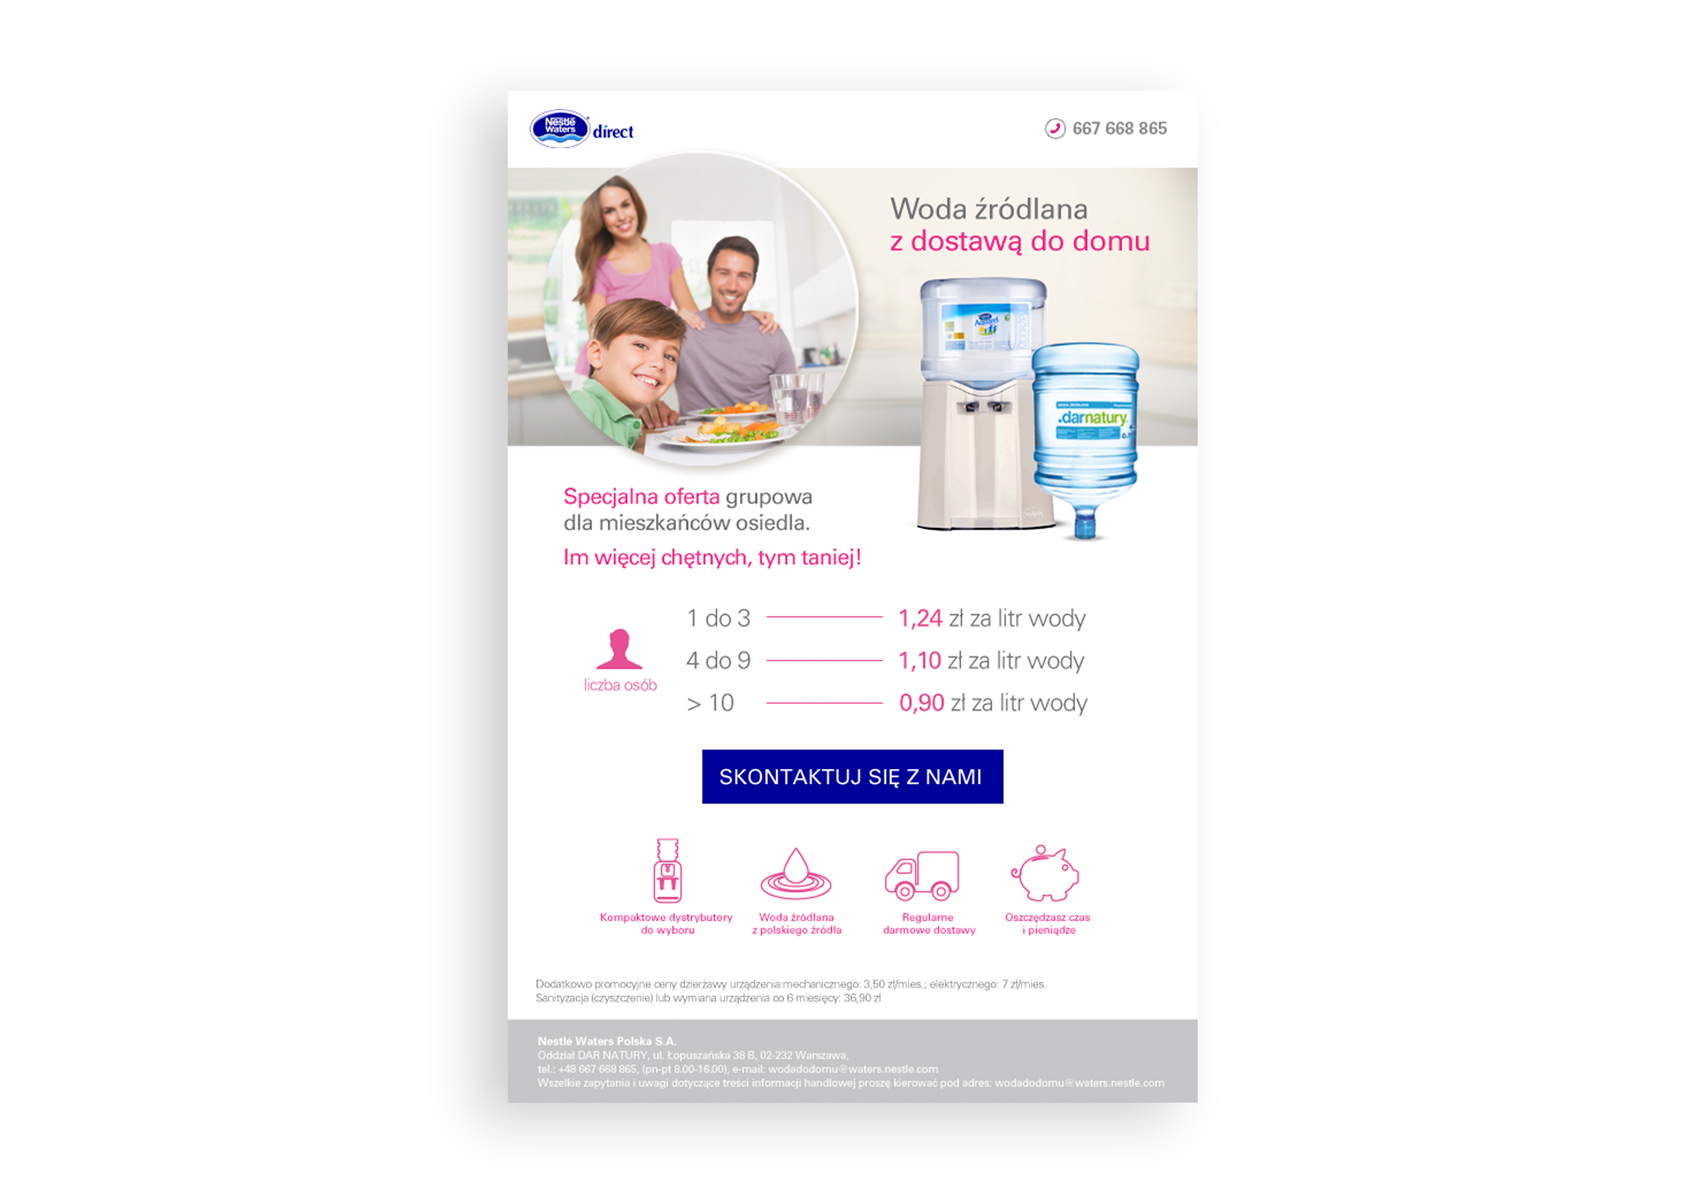 Nestlé
Waters
direct
667 668 865
Woda źródlana
z dostawą do domu
WODA ŹRÓDLANA
.darnatury
Specjalna oferta grupowa
dla mieszkańców osiedla.
Im więcej chętnych, tym taniej!
1 do 3 1,24 zł za litr wody
4 do 9 1,10 zł za litr wody
> 10 0,90 zł za litr wody
liczba osób
SKONTAKTUJ SIĘ Z NAMI
Kompaktowe dystrybutory
do wyboru
Woda źródlana
z polskiego źródła
Regularne
darmowe dostawy
Oszczędzasz czas
i pieniądze
Dodatkowo promocyjne ceny dzierżawy urządzenia:mechanicznego: 3,50 zł/mies.; elektrycznego: 7 zł/mies.
Sanityzacja (czyszczenie) lub wymiana urządzenia co 6 miesięcy: 36,90 zł
Nestlé Waters Polska S.A.
Oddział DAR NATURY, ul. Łopuszańska 38 B, 02-232 Warszawa,
tel.: +48 667 668 865, (pn-pt 8.00-16.00), e-mail: wodadodomu@waters.nestle.com
Wszelkie zapytania i uwagi dotyczące treści informacji handlowej proszę kierować pod adres: wodadodomu@waters.nestle.com